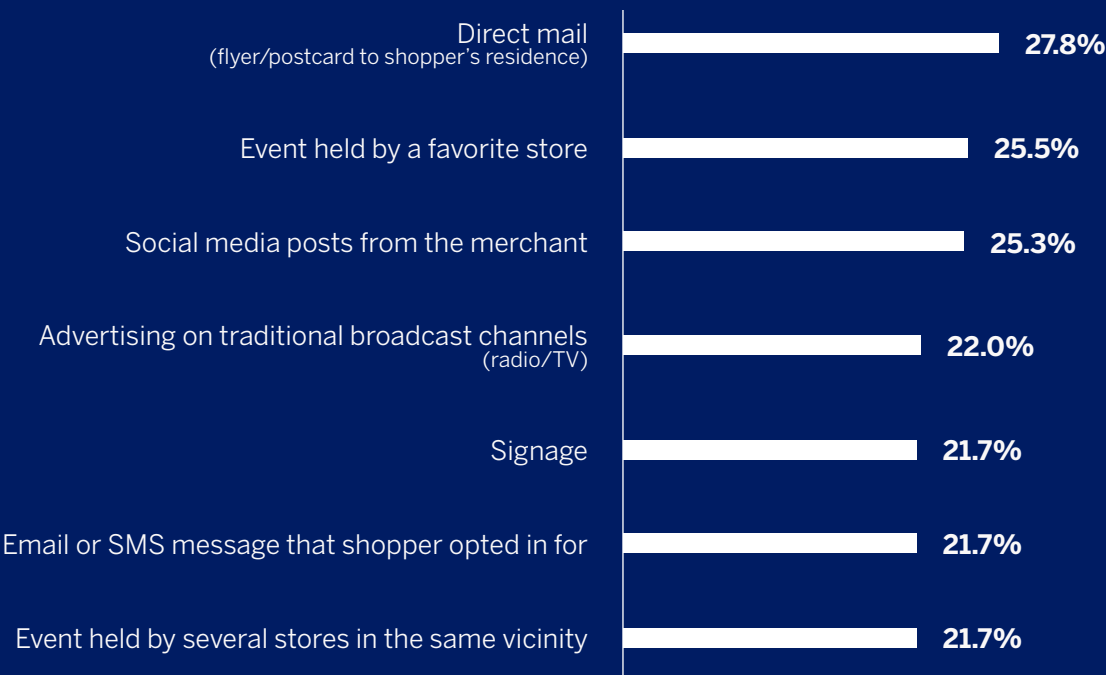 Direct mail
(flyer/postcard to shopper’s residence)
27.8%
Event held by a favorite store
25.5%
Social media posts from the merchant
25.3%
Advertising on traditional broadcast channels
(radio/TV)
22.0%
Signage
21.7%
Email or SMS message that shopper opted in for
21.7%
Event held by several stores in the same vicinity
21.7%